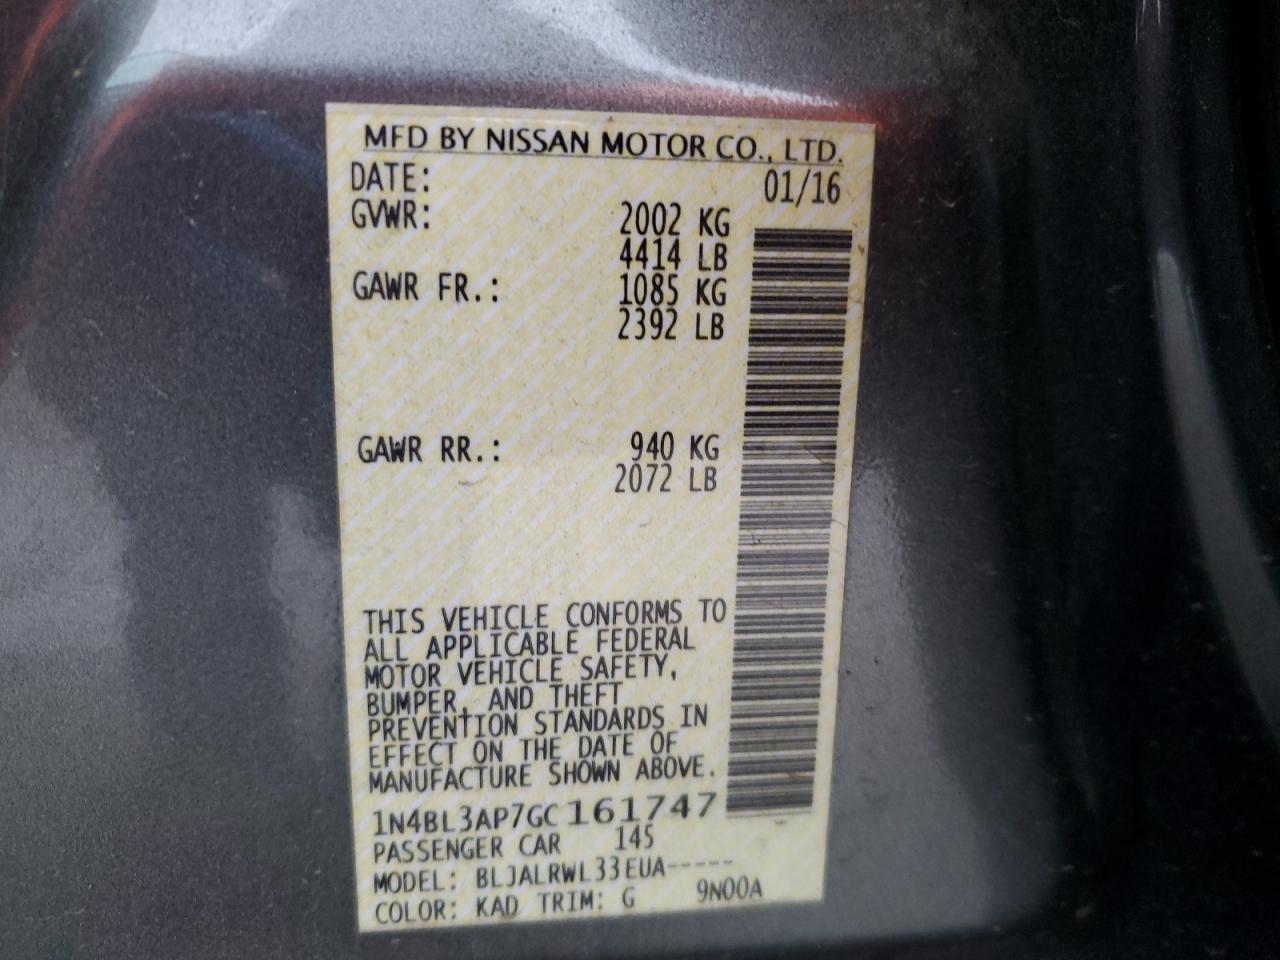 MFD BY NISSAN MOTOR CO., LTD.
DATE: 01/16
GVWR: 2002 KG
4414 LB
GAWR FR.: 1085 KG
2392 LB
GAWR RR.: 940 KG
2072 LB
THIS VEHICLE CONFORMS TO
ALL APPLICABLE FEDERAL
MOTOR VEHICLE SAFETY,
BUMPER, AND THEFT
PREVENTION STANDARDS IN
EFFECT ON THE DATE OF
MANUFACTURE SHOWN ABOVE.
1N4BL3AP7GC161747
PASSENGER CAR 145
MODEL: BLJALRWL33EUA-----
COLOR: KAD TRIM: G 9N00A